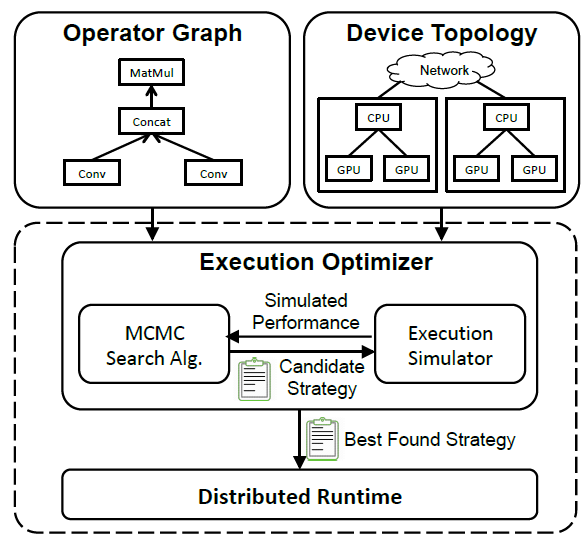 Operator Graph
MatMul
Concat
Conv
Conv
Device Topology
Network
CPU
GPU
GPU
CPU
GPU
GPU
Execution Optimizer
MCMC
Search Alg.
Simulated
Performance
Candidate
Strategy
Execution
Simulator
Best Found Strategy
Distributed Runtime